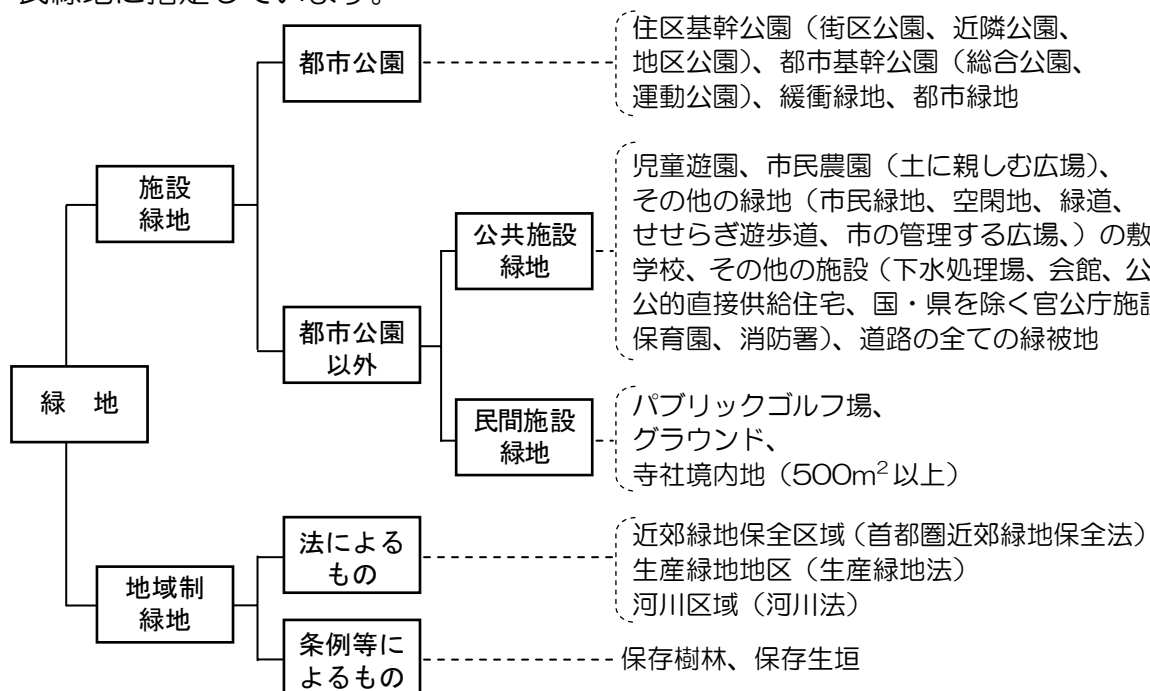 民緑地に指定しています。
都市公園
住区基幹公園（街区公園、近隣公園、
地区公園）、都市基幹公園（総合公園、
運動公園）、緩衝緑地、都市緑地
施設
緑地
児童遊園、市民農園（土に親しむ広場）、
その他の緑地（市民緑地、空閑地、緑道、
せせらぎ遊歩道、市の管理する広場、）の敷
学校、その他の施設（下水処理場、会館、公
公的直接供給住宅、国・県を除く官公庁施設
保育園、消防署）、道路の全ての緑被地
公共施設
緑地
都市公園
以外
緑　地
民間施設
緑地
パブリックゴルフ場、
グラウンド、
寺社境内地（500m²以上）
法による
もの
近郊緑地保全区域（首都圏近郊緑地保全法）
生産緑地地区（生産緑地法）
河川区域（河川法）
地域制
緑地
条例等に
よるもの
保存樹林、保存生垣